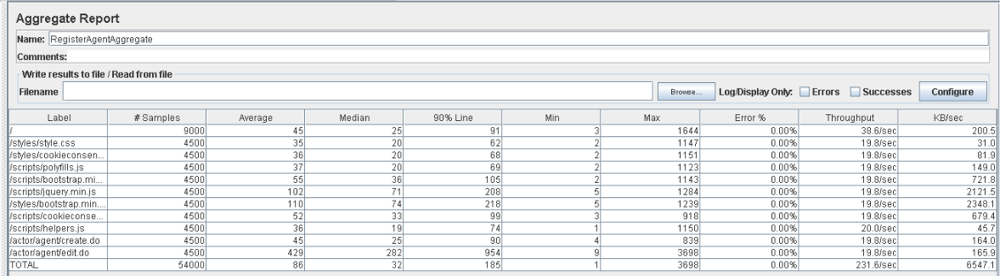 Aggregate Report
Name: RegisterAgentAggregate
Comments:
Write results to file / Read from file
Filename Browse... Log/Display Only: Errors Successes Configure
Label # Samples Average Median 90% Line Min Max Error % Throughput KB/sec
/ 9000 45 25 91 3 1644 0.00% 38.6/sec 200.5
/styles/style.css 4500 35 20 62 2 1147 0.00% 19.8/sec 31.0
/styles/cookieconsen... 4500 36 20 68 2 1151 0.00% 19.8/sec 81.9
/scripts/polyfills.js 4500 37 20 69 2 1123 0.00% 19.8/sec 149.0
/scripts/bootstrap.mi... 4500 55 36 105 2 1143 0.00% 19.8/sec 721.8
/scripts/jquery.min.js 4500 102 71 208 5 1284 0.00% 19.8/sec 2121.5
/styles/bootstrap.min.... 4500 110 74 218 5 1239 0.00% 19.8/sec 2348.1
/scripts/cookieconse... 4500 52 33 99 3 918 0.00% 19.8/sec 679.4
/scripts/helpers.js 4500 36 19 74 1 1150 0.00% 20.0/sec 45.7
/actor/agent/create.do 4500 45 25 90 4 839 0.00% 19.8/sec 164.0
/actor/agent/edit.do 4500 429 282 954 9 3698 0.00% 19.8/sec 165.9
TOTAL 54000 86 32 185 1 3698 0.00% 231.6/sec 6547.1